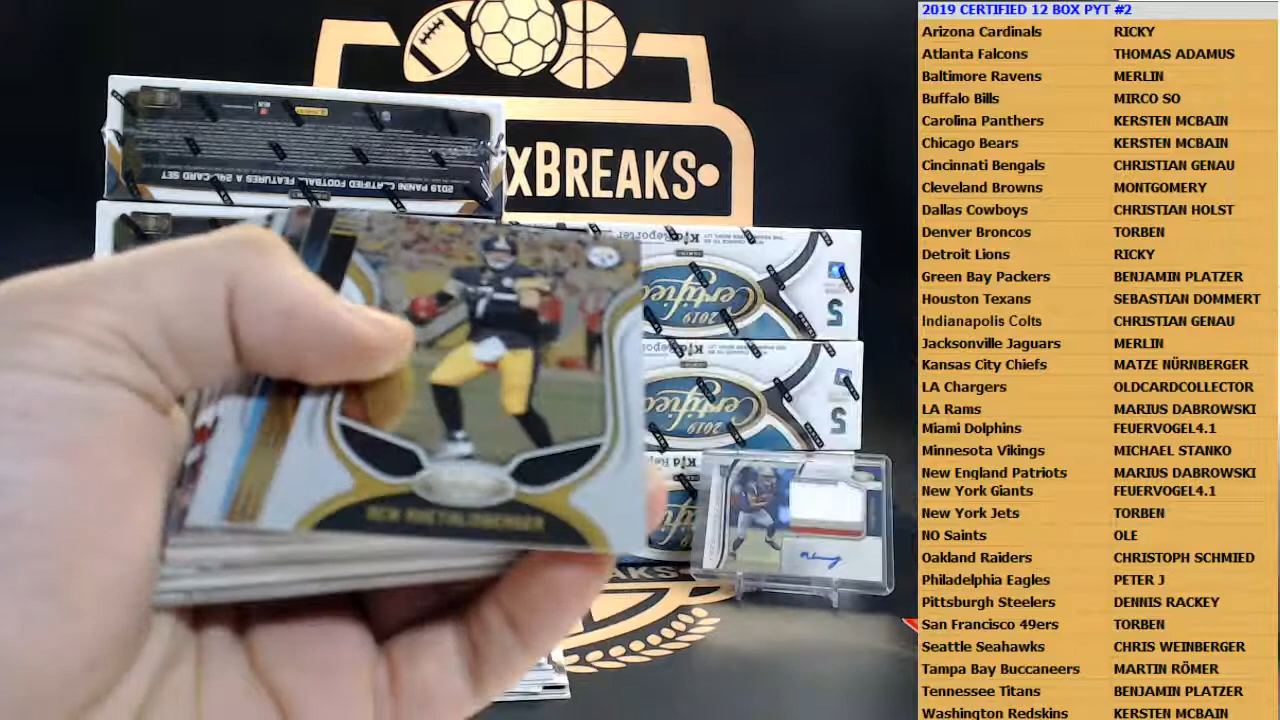 2019 CERTIFIED 12 BOX PYT #2
Arizona Cardinals RICKY
Atlanta Falcons THOMAS ADAMUS
Baltimore Ravens MERLIN
Buffalo Bills MIRCO SO
Carolina Panthers KERSTEN MCBAIN
Chicago Bears KERSTEN MCBAIN
Cincinnati Bengals CHRISTIAN GENAU
Cleveland Browns MONTGOMERY
Dallas Cowboys CHRISTIAN HOLST
Denver Broncos TORBEN
Detroit Lions RICKY
Green Bay Packers BENJAMIN PLATZER
Houston Texans SEBASTIAN DOMMERT
Indianapolis Colts CHRISTIAN GENAU
Jacksonville Jaguars MERLIN
Kansas City Chiefs MATZE NÜRNBERGER
LA Chargers OLDCARDCOLLECTOR
LA Rams MARIUS DABROWSKI
Miami Dolphins FEUERVOGEL4.1
Minnesota Vikings MICHAEL STANKO
New England Patriots MARIUS DABROWSKI
New York Giants FEUERVOGEL4.1
New York Jets TORBEN
NO Saints OLE
Oakland Raiders CHRISTOPH SCHMIED
Philadelphia Eagles PETER J
Pittsburgh Steelers DENNIS RACKEY
San Francisco 49ers TORBEN
Seattle Seahawks CHRIS WEINBERGER
Tampa Bay Buccaneers MARTIN RÖMER
Tennessee Titans BENJAMIN PLATZER
Washington Redskins KERSTEN MCBAIN
xBREAKS
2019 PANINI CERTIFIED FOOTBALL FEATURES A 240-CARD SET
2019
Certified
5
2019
Certified
5
BEN ROETHLISBERGER